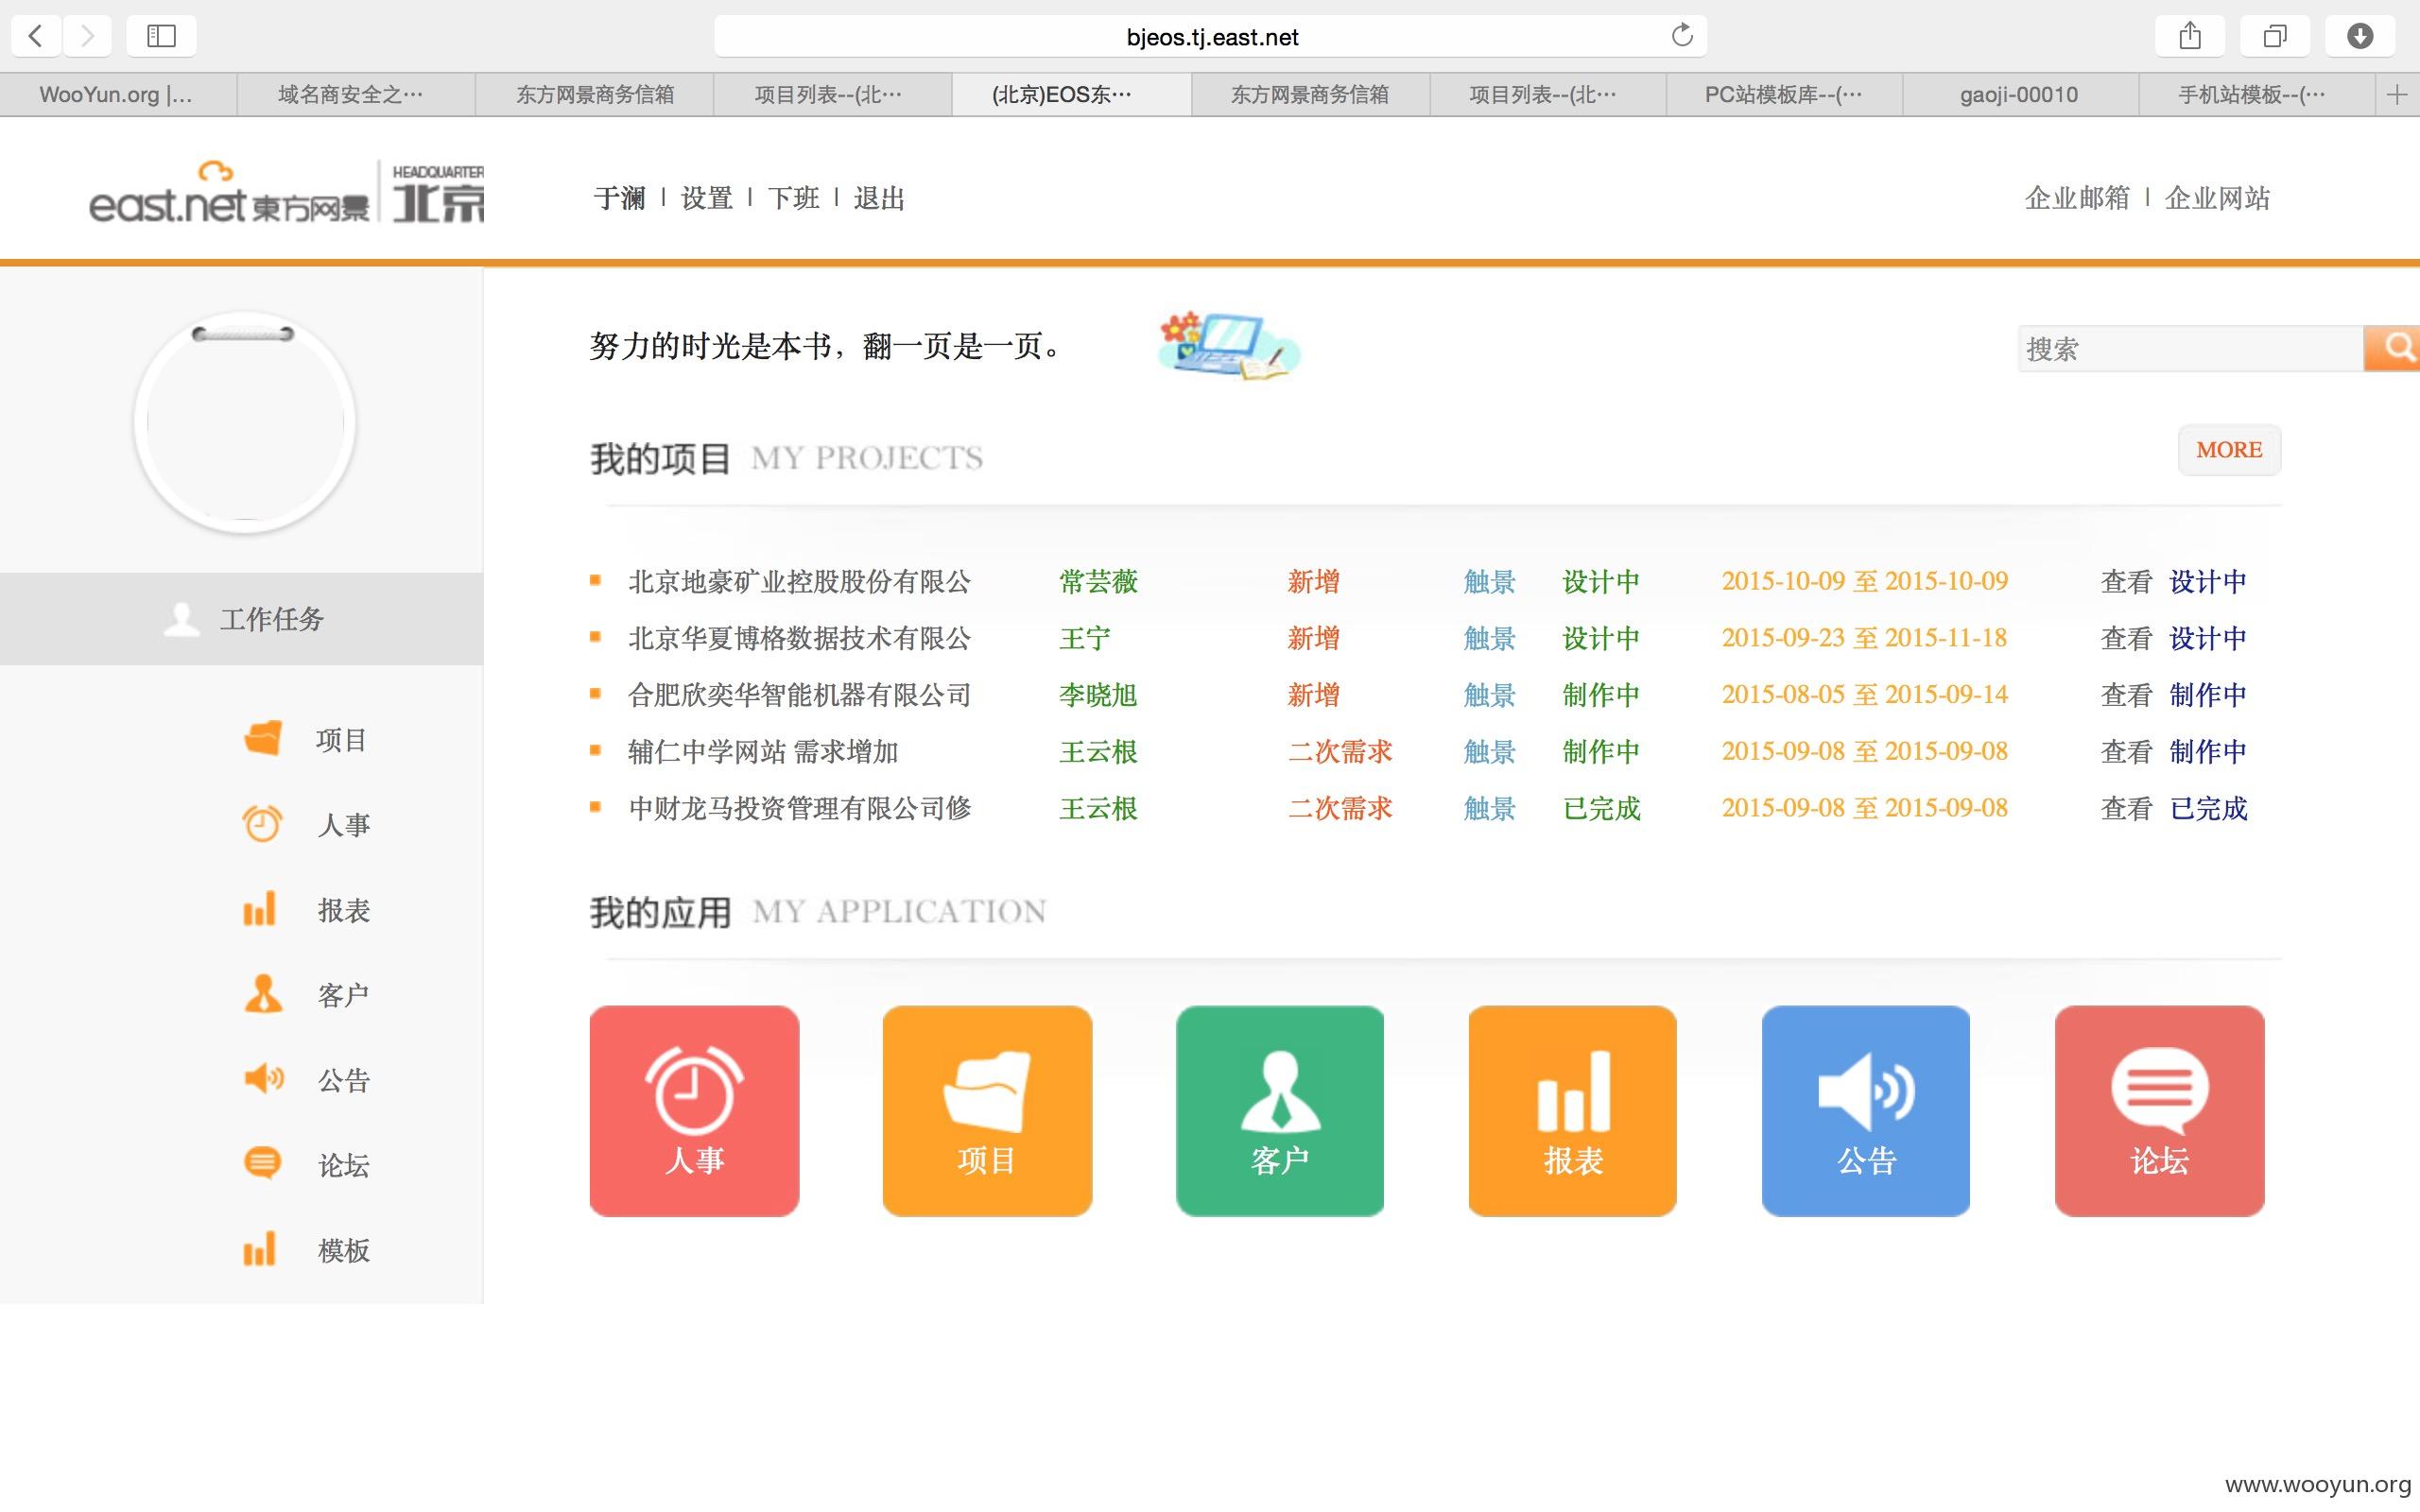 bjeos.tj.east.net
WooYun.org |... 域名商安全之… 东方网景商务信箱 项目列表--(北… (北京)EOS东… 东方网景商务信箱 项目列表--(北… PC站模板库--(… gaoji-00010 手机站模板--(…
east.net 東方网景 HEADQUARTER 北京
于澜 | 设置 | 下班 | 退出 企业邮箱 | 企业网站
努力的时光是本书，翻一页是一页。 搜索
我的项目 MY PROJECTS MORE
北京地豪矿业控股股份有限公 常芸薇 新增 触景 设计中 2015-10-09 至 2015-10-09 查看 设计中
北京华夏博格数据技术有限公 王宁 新增 触景 设计中 2015-09-23 至 2015-11-18 查看 设计中
合肥欣奕华智能机器有限公司 李晓旭 新增 触景 制作中 2015-08-05 至 2015-09-14 查看 制作中
辅仁中学网站 需求增加 王云根 二次需求 触景 制作中 2015-09-08 至 2015-09-08 查看 制作中
中财龙马投资管理有限公司修 王云根 二次需求 触景 已完成 2015-09-08 至 2015-09-08 查看 已完成
工作任务
项目
人事
报表
客户
公告
论坛
模板
我的应用 MY APPLICATION
人事 项目 客户 报表 公告 论坛
www.wooyun.org